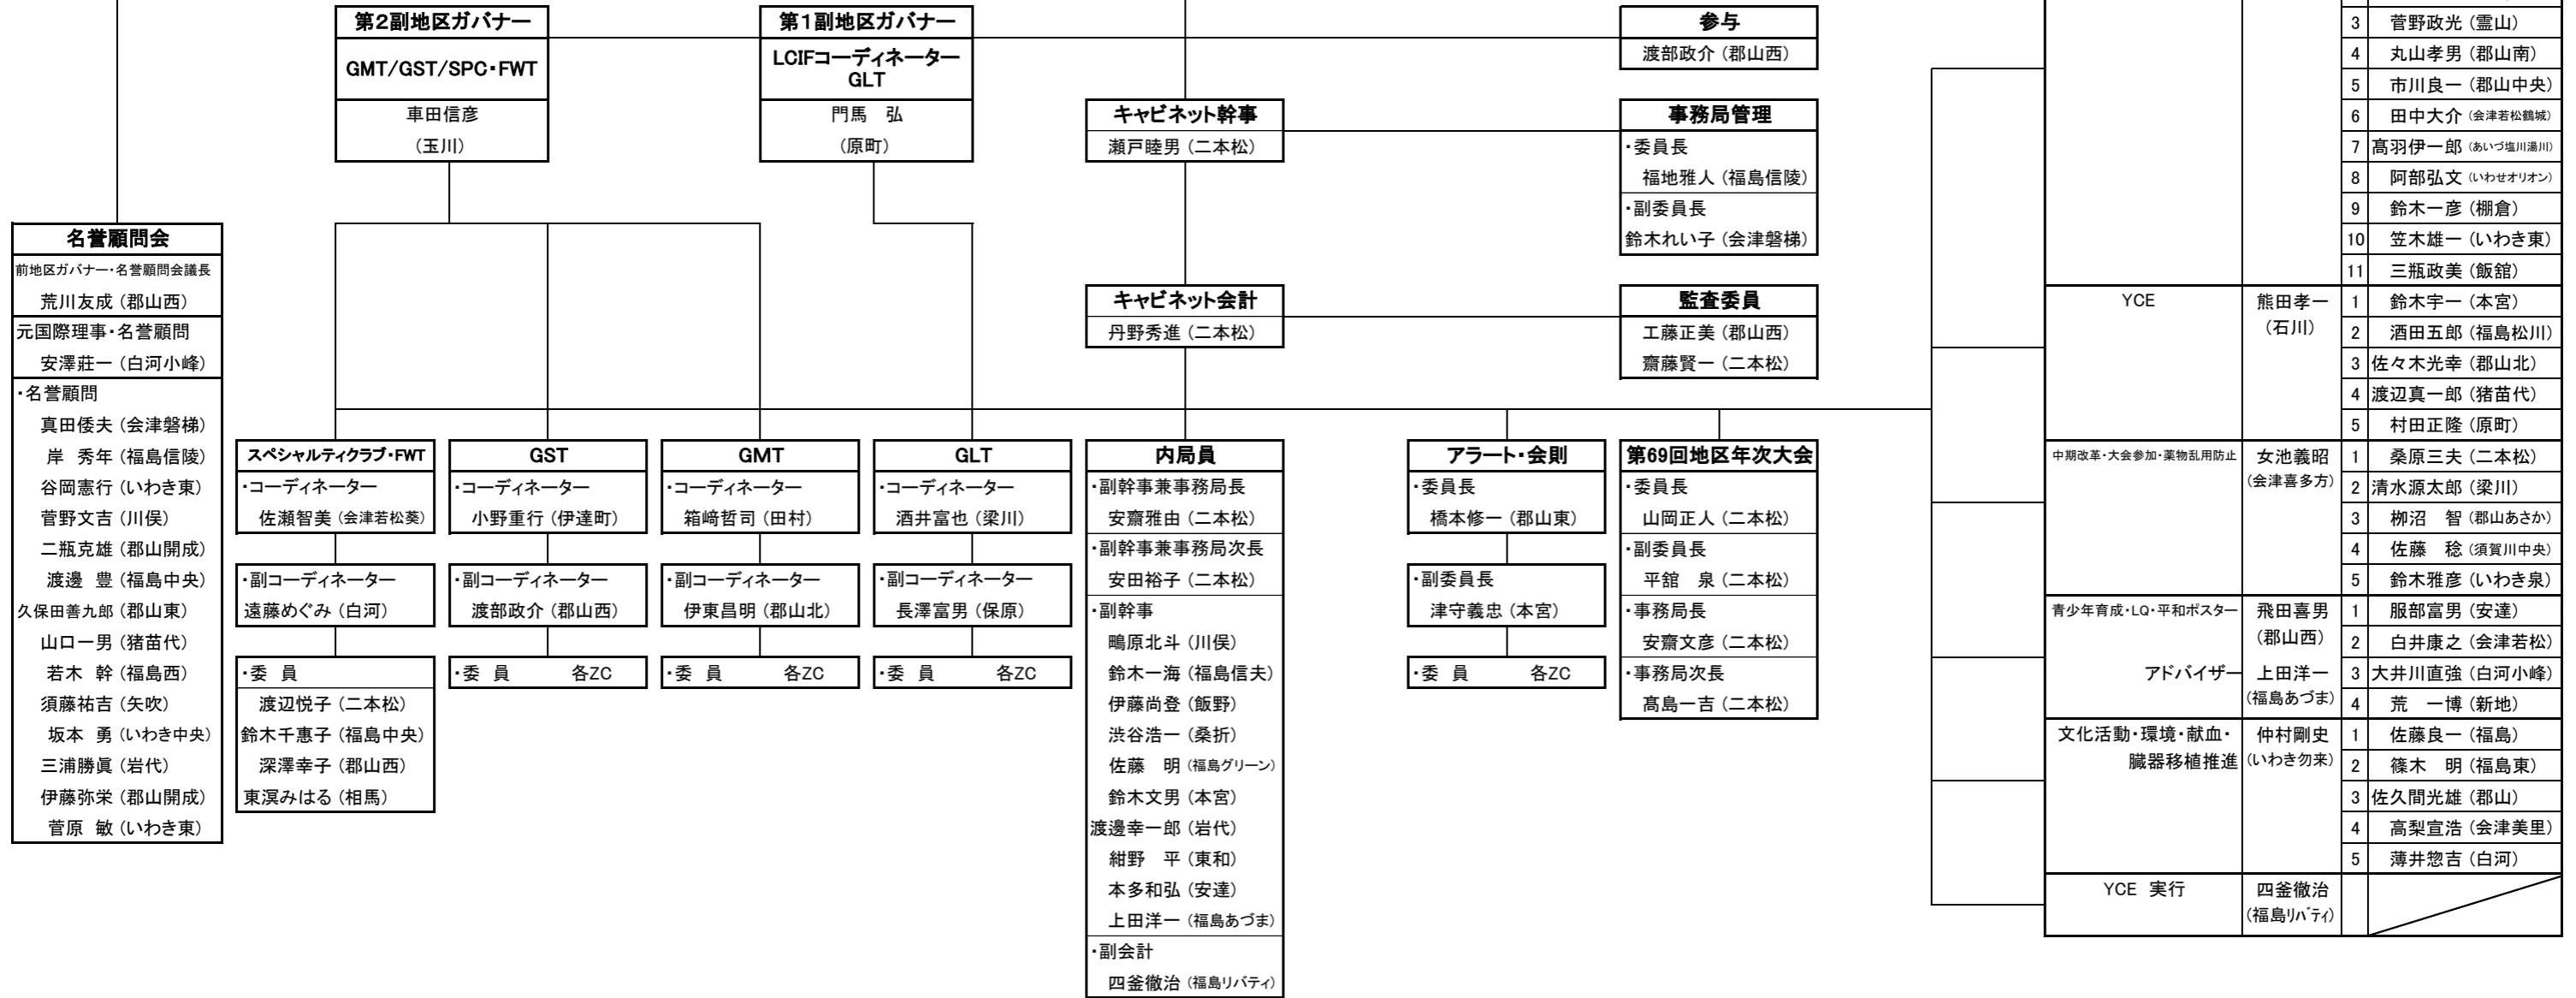 第2副地区ガバナー
GMT/GST/SPC・FWT
車田信彦
(玉川)
第1副地区ガバナー
LCIFコーディネーター
GLT
門馬 弘
(原町)
参与
渡部政介 (郡山西)
キャビネット幹事
瀬戸睦男 (二本松)
事務局管理
・委員長
福地雅人 (福島信陵)
・副委員長
鈴木れい子 (会津磐梯)
キャビネット会計
丹野秀進 (二本松)
監査委員
工藤正美 (郡山西)
齋藤賢一 (二本松)
名誉顧問会
前地区ガバナー・名誉顧問会議長
荒川友成 (郡山西)
元国際理事・名誉顧問
安澤莊一 (白河小峰)
・名誉顧問
真田倭夫 (会津磐梯)
岸 秀年 (福島信陵)
谷岡憲行 (いわき東)
菅野文吉 (川俣)
二瓶克雄 (郡山開成)
渡邊 豊 (福島中央)
久保田善九郎 (郡山東)
山口一男 (猪苗代)
若木 幹 (福島西)
須藤祐吉 (矢吹)
坂本 勇 (いわき中央)
三浦勝眞 (岩代)
伊藤弥栄 (郡山開成)
菅原 敏 (いわき東)
スペシャルティクラブ・FWT
・コーディネーター
佐瀬智美 (会津若松葵)
・副コーディネーター
遠藤めぐみ (白河)
・委 員
渡辺悦子 (二本松)
鈴木千惠子 (福島中央)
深澤幸子 (郡山西)
東溟みはる (相馬)
GST
・コーディネーター
小野重行 (伊達町)
・副コーディネーター
渡部政介 (郡山西)
・委 員 各ZC
GMT
・コーディネーター
箱﨑哲司 (田村)
・副コーディネーター
伊東昌明 (郡山北)
・委 員 各ZC
GLT
・コーディネーター
酒井富也 (梁川)
・副コーディネーター
長澤富男 (保原)
・委 員 各ZC
内局員
・副幹事兼事務局長
安齋雅由 (二本松)
・副幹事兼事務局次長
安田裕子 (二本松)
・副幹事
鴫原北斗 (川俣)
鈴木一海 (福島信夫)
伊藤尚登 (飯野)
渋谷浩一 (桑折)
佐藤 明 (福島グリーン)
鈴木文男 (本宮)
渡邊幸一郎 (岩代)
紺野 平 (東和)
本多和弘 (安達)
上田洋一 (福島あづま)
・副会計
四釜徹治 (福島リバティ)
アラート・会則
・委員長
橋本修一 (郡山東)
・副委員長
津守義忠 (本宮)
・委 員 各ZC
第69回地区年次大会
・委員長
山岡正人 (二本松)
・副委員長
平舘 泉 (二本松)
・事務局長
安齋文彦 (二本松)
・事務局次長
髙島一吉 (二本松)
3 菅野政光 (霊山)
4 丸山孝男 (郡山南)
5 市川良一 (郡山中央)
6 田中大介 (会津若松鶴城)
7 髙羽伊一郎 (あいづ塩川湯川)
8 阿部弘文 (いわせオリオン)
9 鈴木一彦 (棚倉)
10 笠木雄一 (いわき東)
11 三瓶政美 (飯舘)
YCE
熊田孝一
(石川)
1 鈴木宇一 (本宮)
2 酒田五郎 (福島松川)
3 佐々木光幸 (郡山北)
4 渡辺真一郎 (猪苗代)
5 村田正隆 (原町)
中期改革・大会参加・薬物乱用防止
女池義昭
(会津喜多方)
1 桑原三夫 (二本松)
2 清水源太郎 (梁川)
3 栁沼 智 (郡山あさか)
4 佐藤 稔 (須賀川中央)
5 鈴木雅彦 (いわき泉)
青少年育成・LQ・平和ポスター
飛田喜男
(郡山西)
アドバイザー
上田洋一
(福島あづま)
1 服部富男 (安達)
2 白井康之 (会津若松)
3 大井川直強 (白河小峰)
4 荒 一博 (新地)
文化活動・環境・献血・
臓器移植推進
仲村剛史
(いわき勿来)
1 佐藤良一 (福島)
2 篠木 明 (福島東)
3 佐久間光雄 (郡山)
4 高梨宣浩 (会津美里)
5 薄井惣吉 (白河)
YCE 実行
四釜徹治
(福島リバティ)